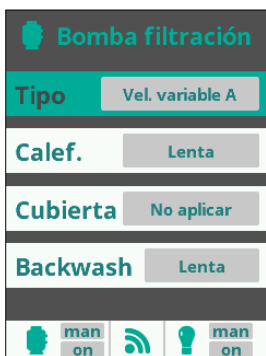 Bomba filtración
Tipo Vel. variable A
Calef. Lenta
Cubierta No aplicar
Backwash Lenta
man man
on on